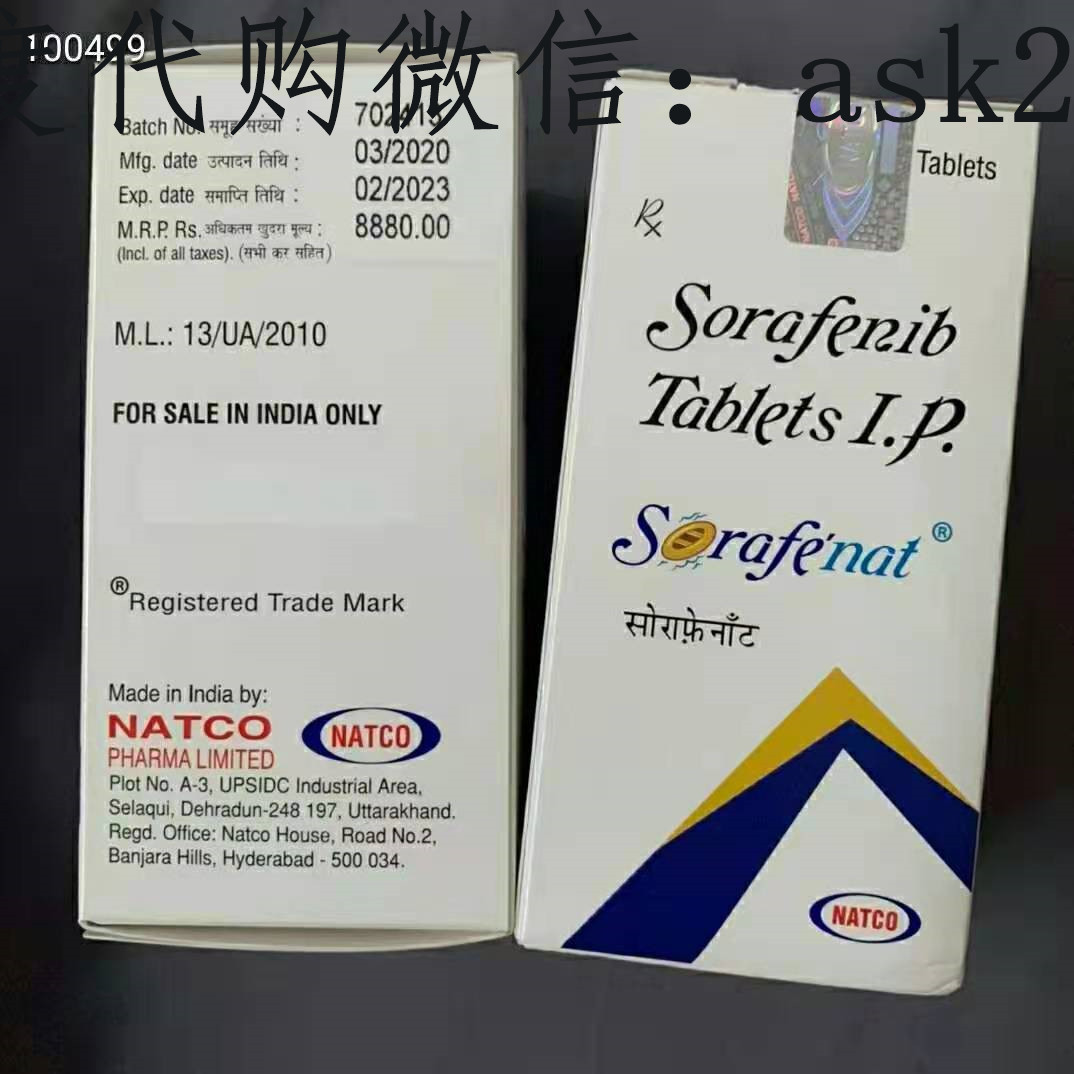 代购微信：ask2
Batch No. समूह संख्या :
Mfg. date उत्पादन तिथि : 03/2020
Exp. date समाप्ति तिथि : 02/2023
M.R.P. Rs. अधिकतम खुदरा मूल्य : 8880.00
(Incl. of all taxes). (सभी कर सहित)
M.L.: 13/UA/2010
FOR SALE IN INDIA ONLY
®Registered Trade Mark
Made in India by:
NATCO
PHARMA LIMITED
NATCO
Plot No. A-3, UPSIDC Industrial Area,
Selaqui, Dehradun-248 197, Uttarakhand.
Regd. Office: Natco House, Road No.2,
Banjara Hills, Hyderabad - 500 034.
Tablets
Rx
Sorafenib
Tablets I.P.
Sorafenat®
सोराफ़ेनाँट
NATCO